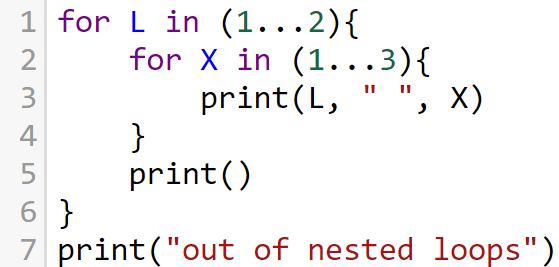 1 for L in (1...2){
2     for X in (1...3){
3         print(L, " ", X)
4     }
5     print()
6 }
7 print("out of nested loops")